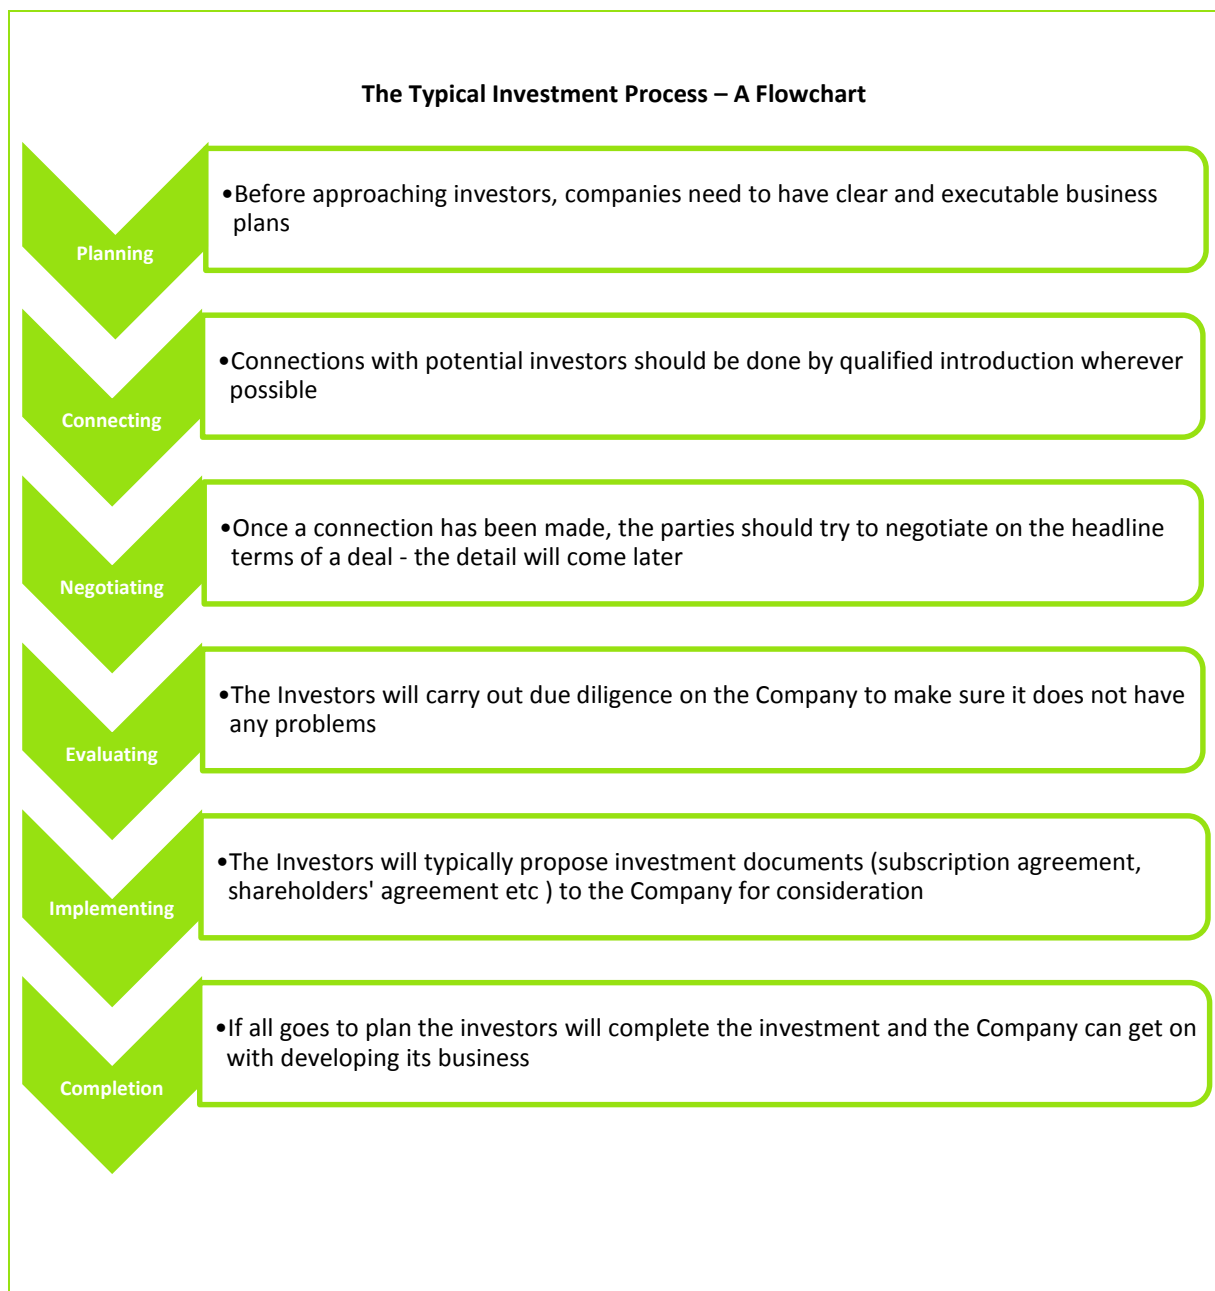 The Typical Investment Process – A Flowchart
Planning
•Before approaching investors, companies need to have clear and executable business
plans
Connecting
•Connections with potential investors should be done by qualified introduction wherever
possible
Negotiating
•Once a connection has been made, the parties should try to negotiate on the headline
terms of a deal - the detail will come later
Evaluating
•The Investors will carry out due diligence on the Company to make sure it does not have
any problems
Implementing
•The Investors will typically propose investment documents (subscription agreement,
shareholders' agreement etc ) to the Company for consideration
Completion
•If all goes to plan the investors will complete the investment and the Company can get on
with developing its business